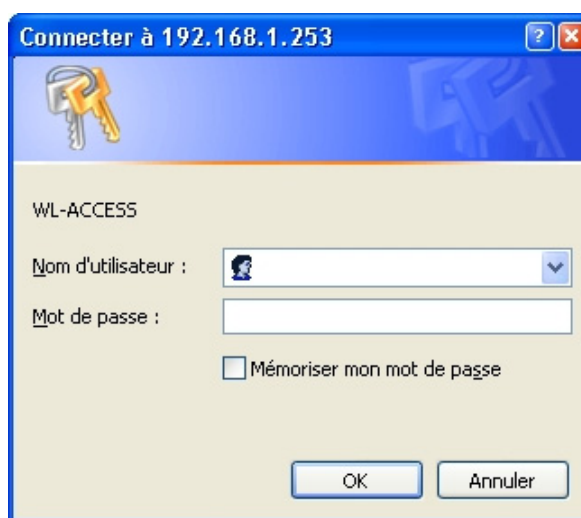 Connecter à 192.168.1.253
WL-ACCESS
Nom d'utilisateur :
Mot de passe :
Mémoriser mon mot de passe
OK
Annuler